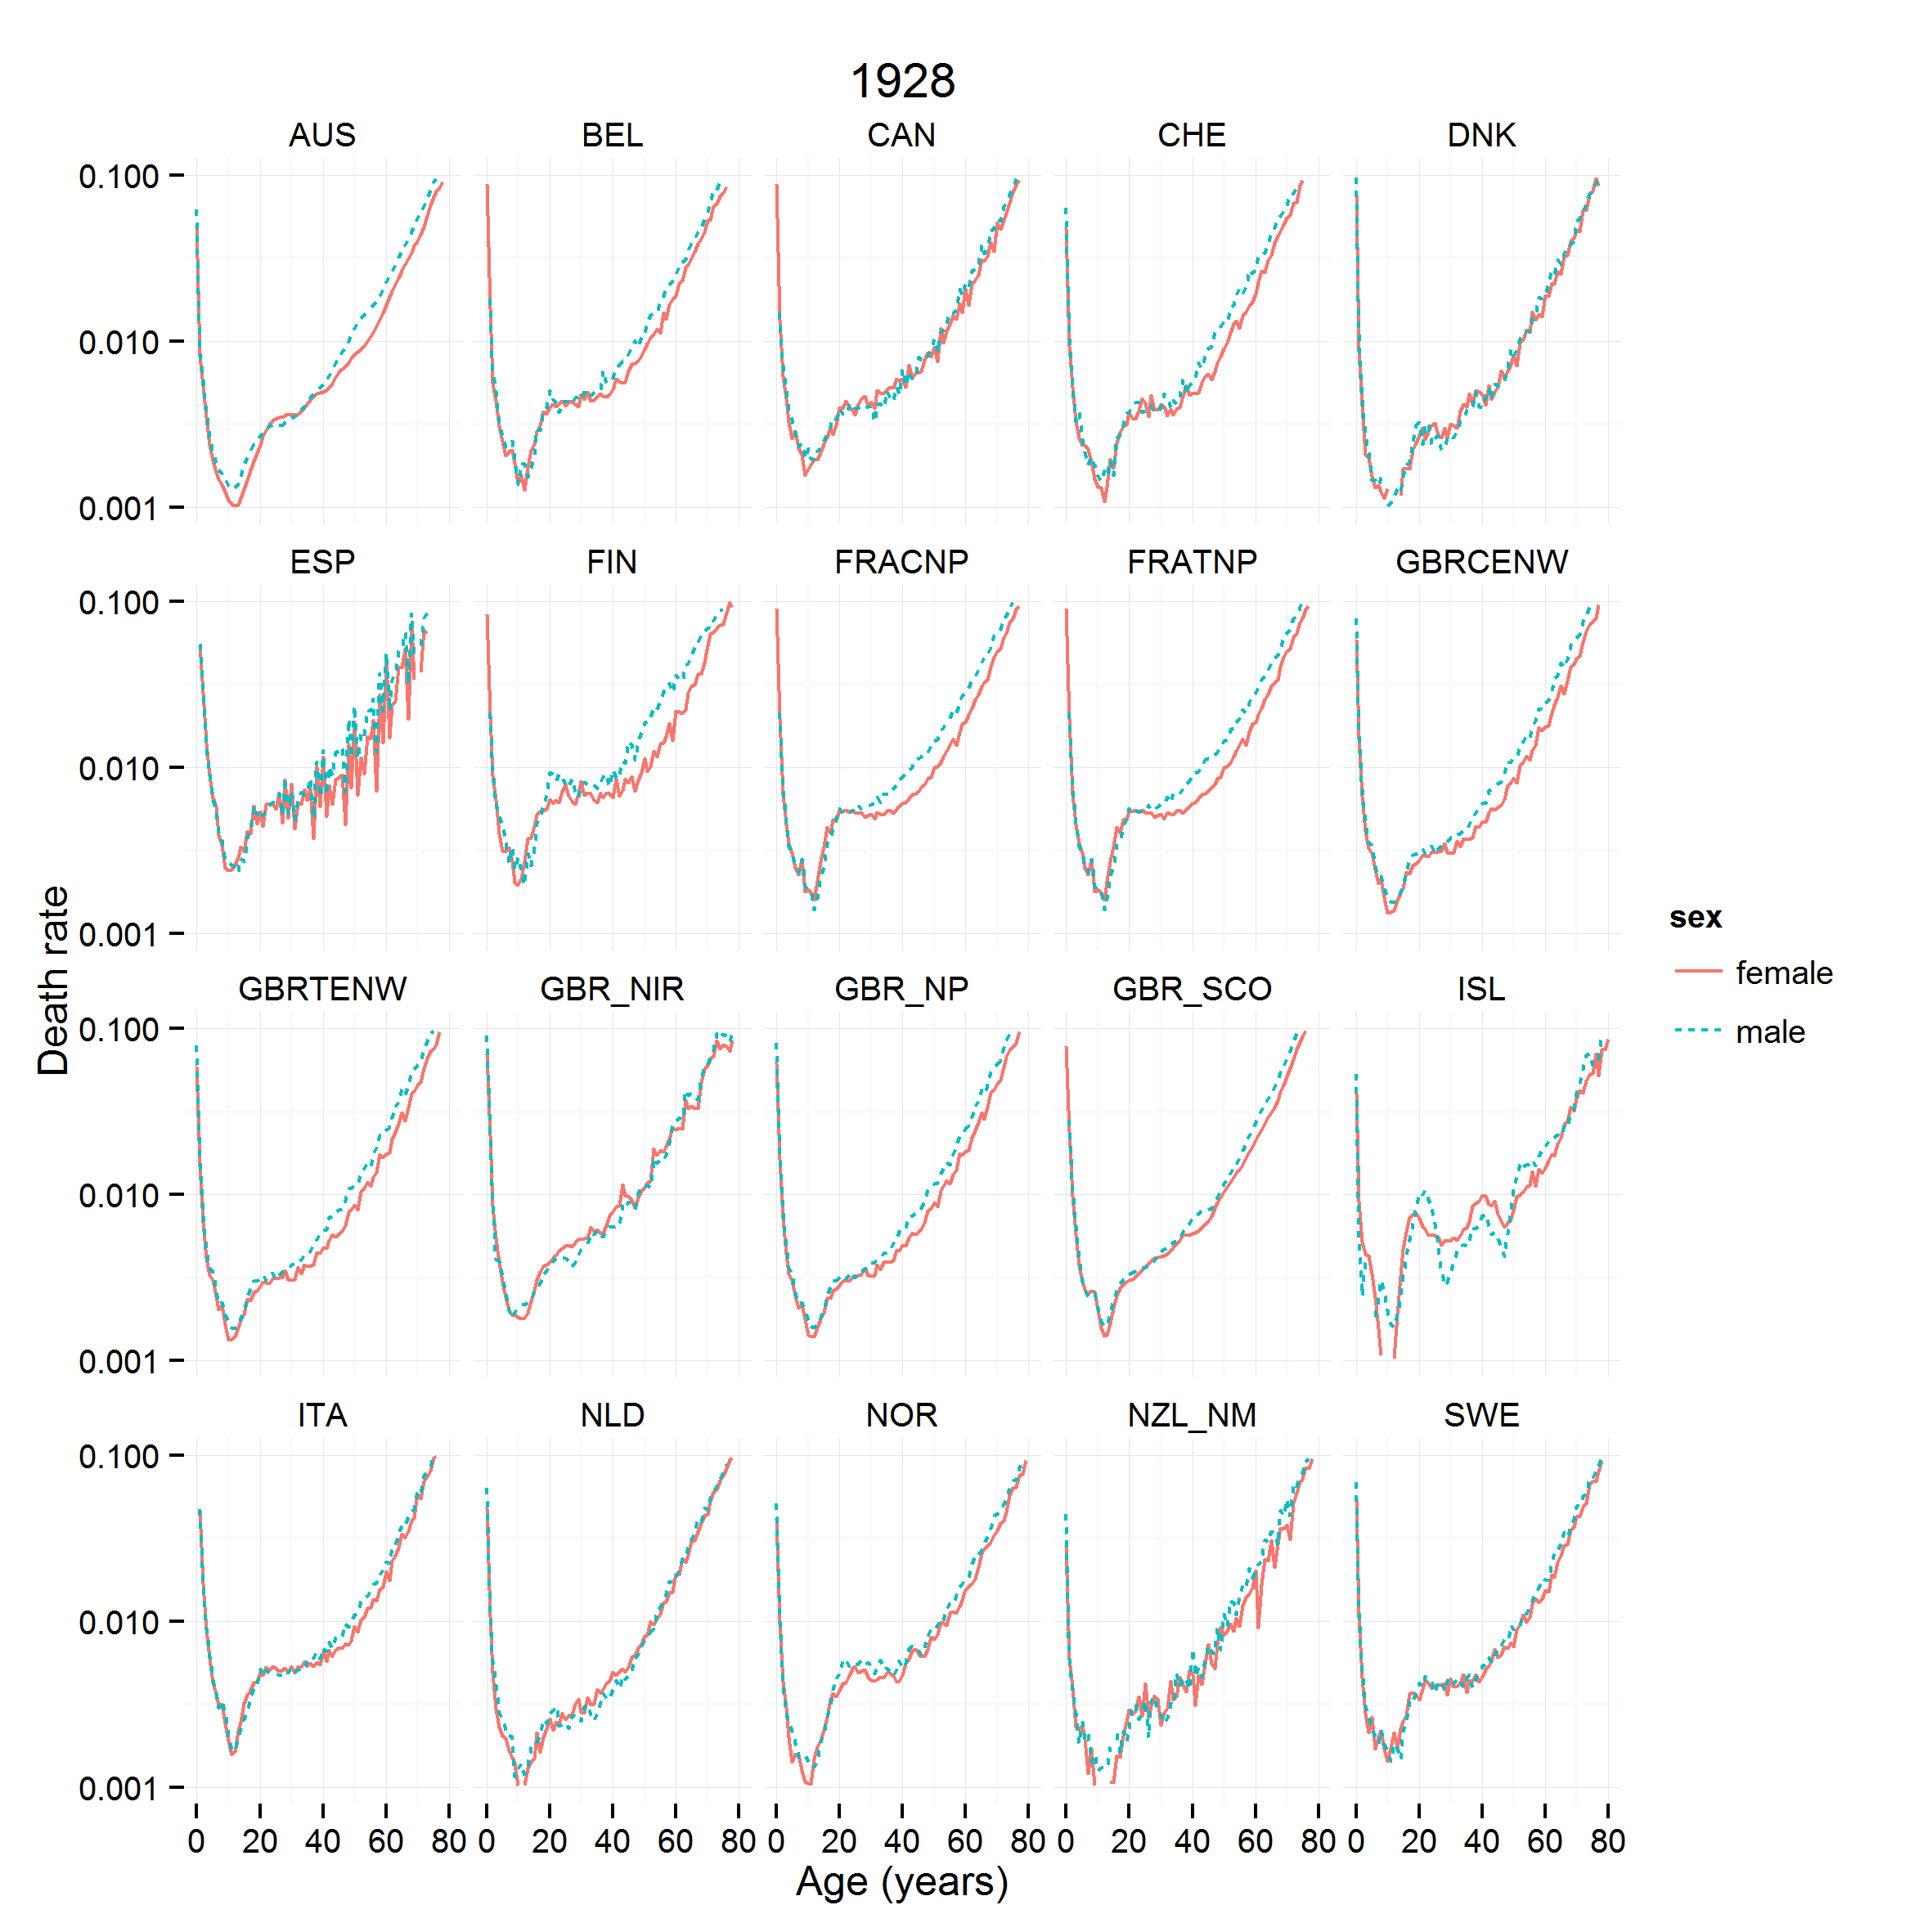 1928
AUS BEL CAN CHE DNK
0.100
0.010
0.001
ESP FIN FRACNP FRATNP GBRCENW
0.100
0.010
0.001
GBRTENW GBR_NIR GBR_NP GBR_SCO ISL
0.100
0.010
0.001
ITA NLD NOR NZL_NM SWE
0.100
0.010
0.001
0 20 40 60 80 0 20 40 60 80 0 20 40 60 80 0 20 40 60 80 0 20 40 60 80
Age (years)
Death rate
sex
female
male